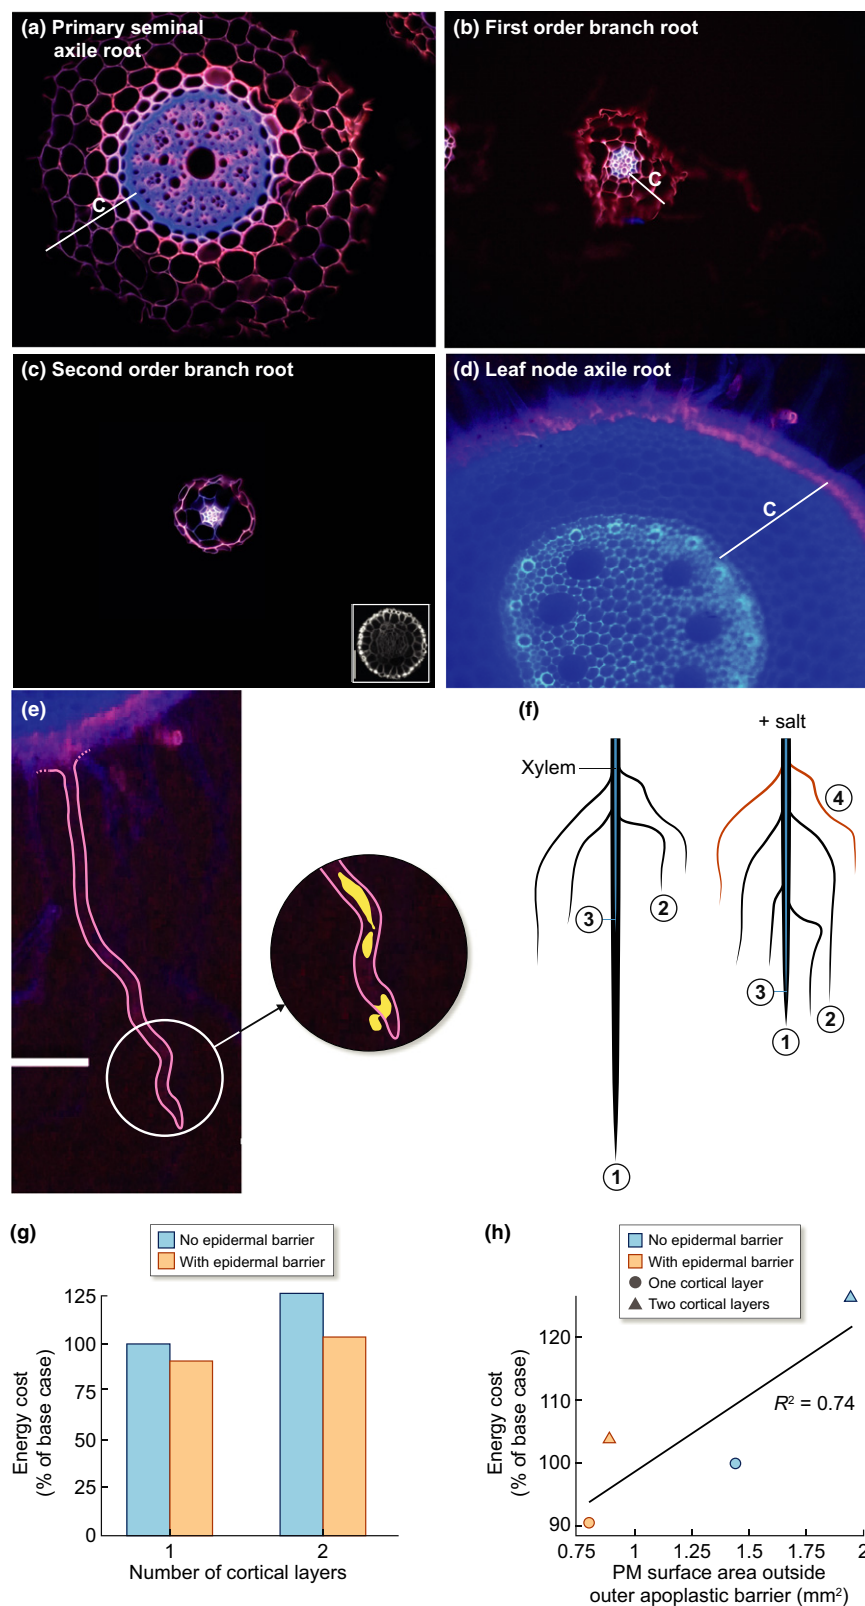 (a) Primary seminal
axile root
C
(b) First order branch root
C
(c) Second order branch root
(d) Leaf node axile root
C
(e)
(f)
+ salt
Xylem
4
3
2
3
2
1
1
(g)
No epidermal barrier
With epidermal barrier
125
100
75
50
25
0
Energy cost
(% of base case)
1
2
Number of cortical layers
(h)
No epidermal barrier
With epidermal barrier
One cortical layer
Two cortical layers
120
110
100
90
Energy cost
(% of base case)
R² = 0.74
0.75
1
1.25
1.5
1.75
2
PM surface area outside
outer apoplastic barrier (mm²)